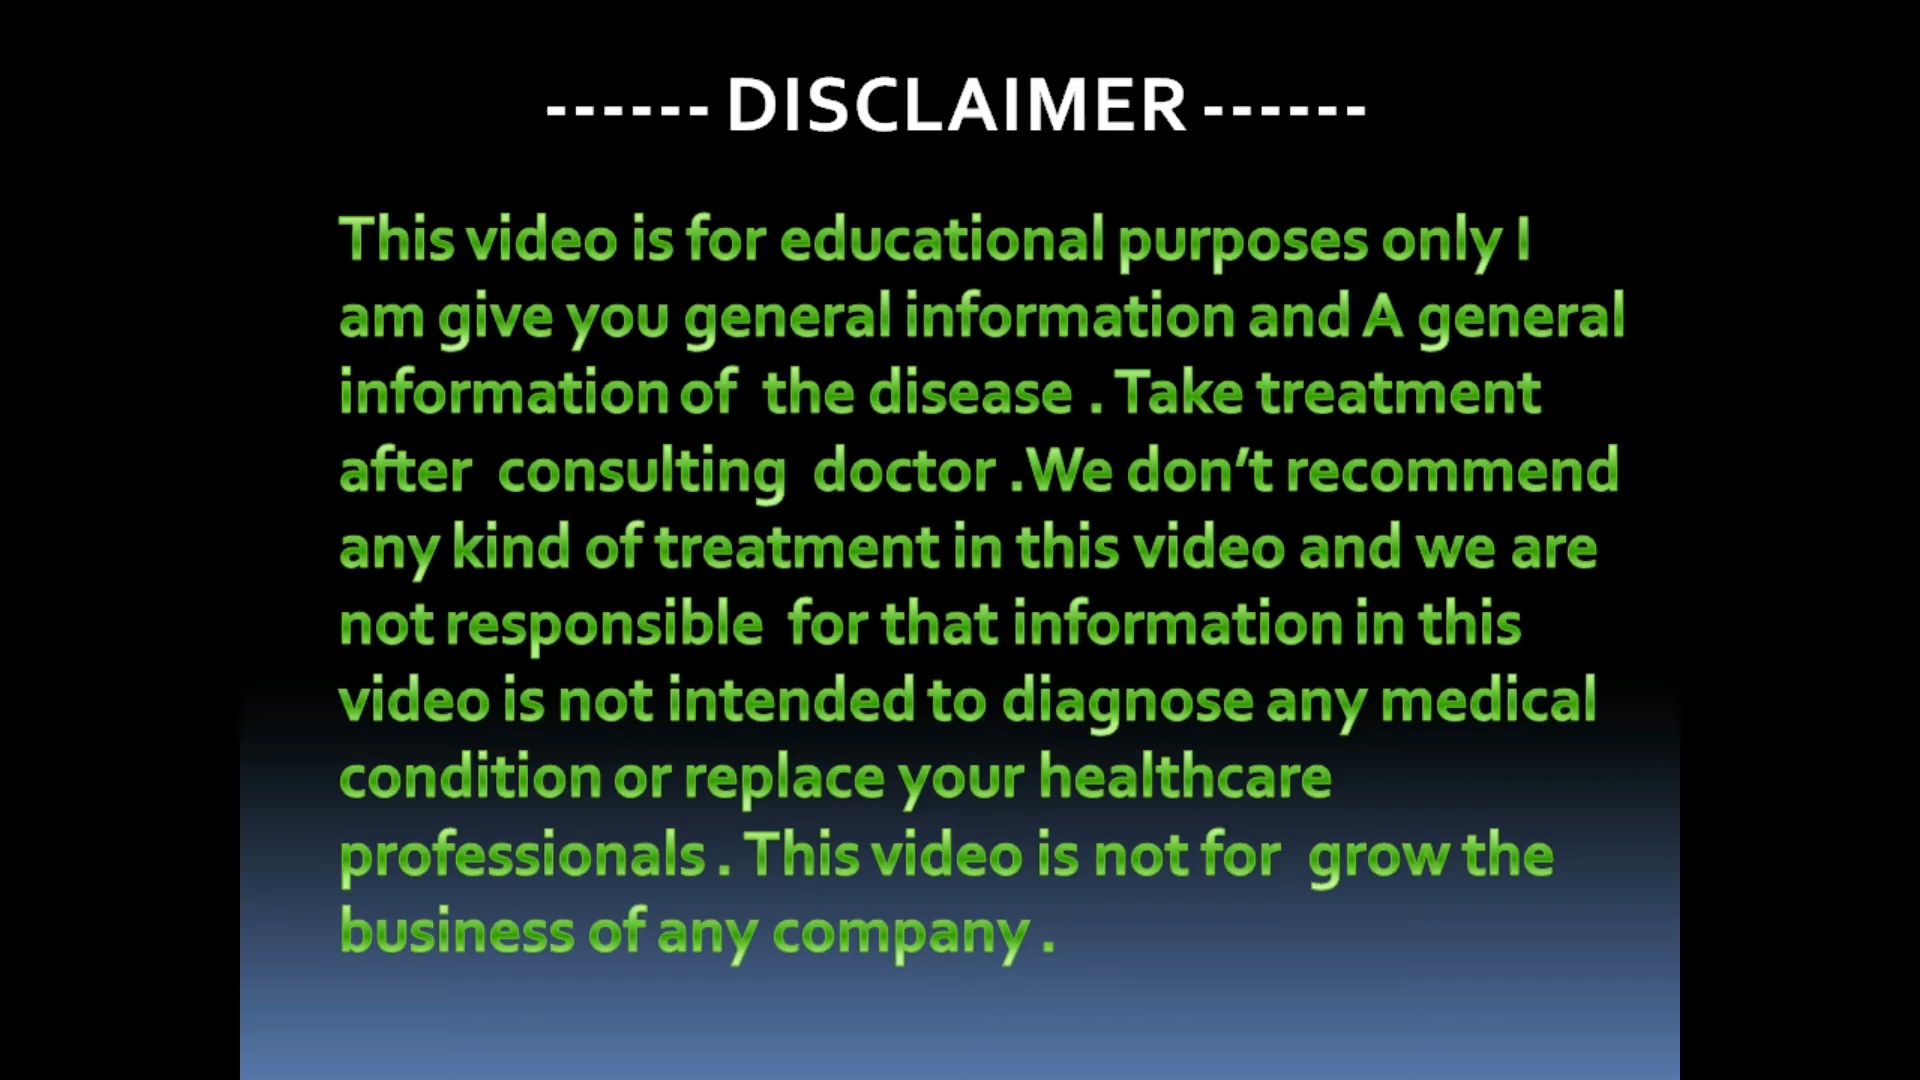 ------ DISCLAIMER ------
This video is for educational purposes only I
am give you general information and A general
information of the disease . Take treatment
after consulting doctor .We don’t recommend
any kind of treatment in this video and we are
not responsible for that information in this
video is not intended to diagnose any medical
condition or replace your healthcare
professionals . This video is not for grow the
business of any company .